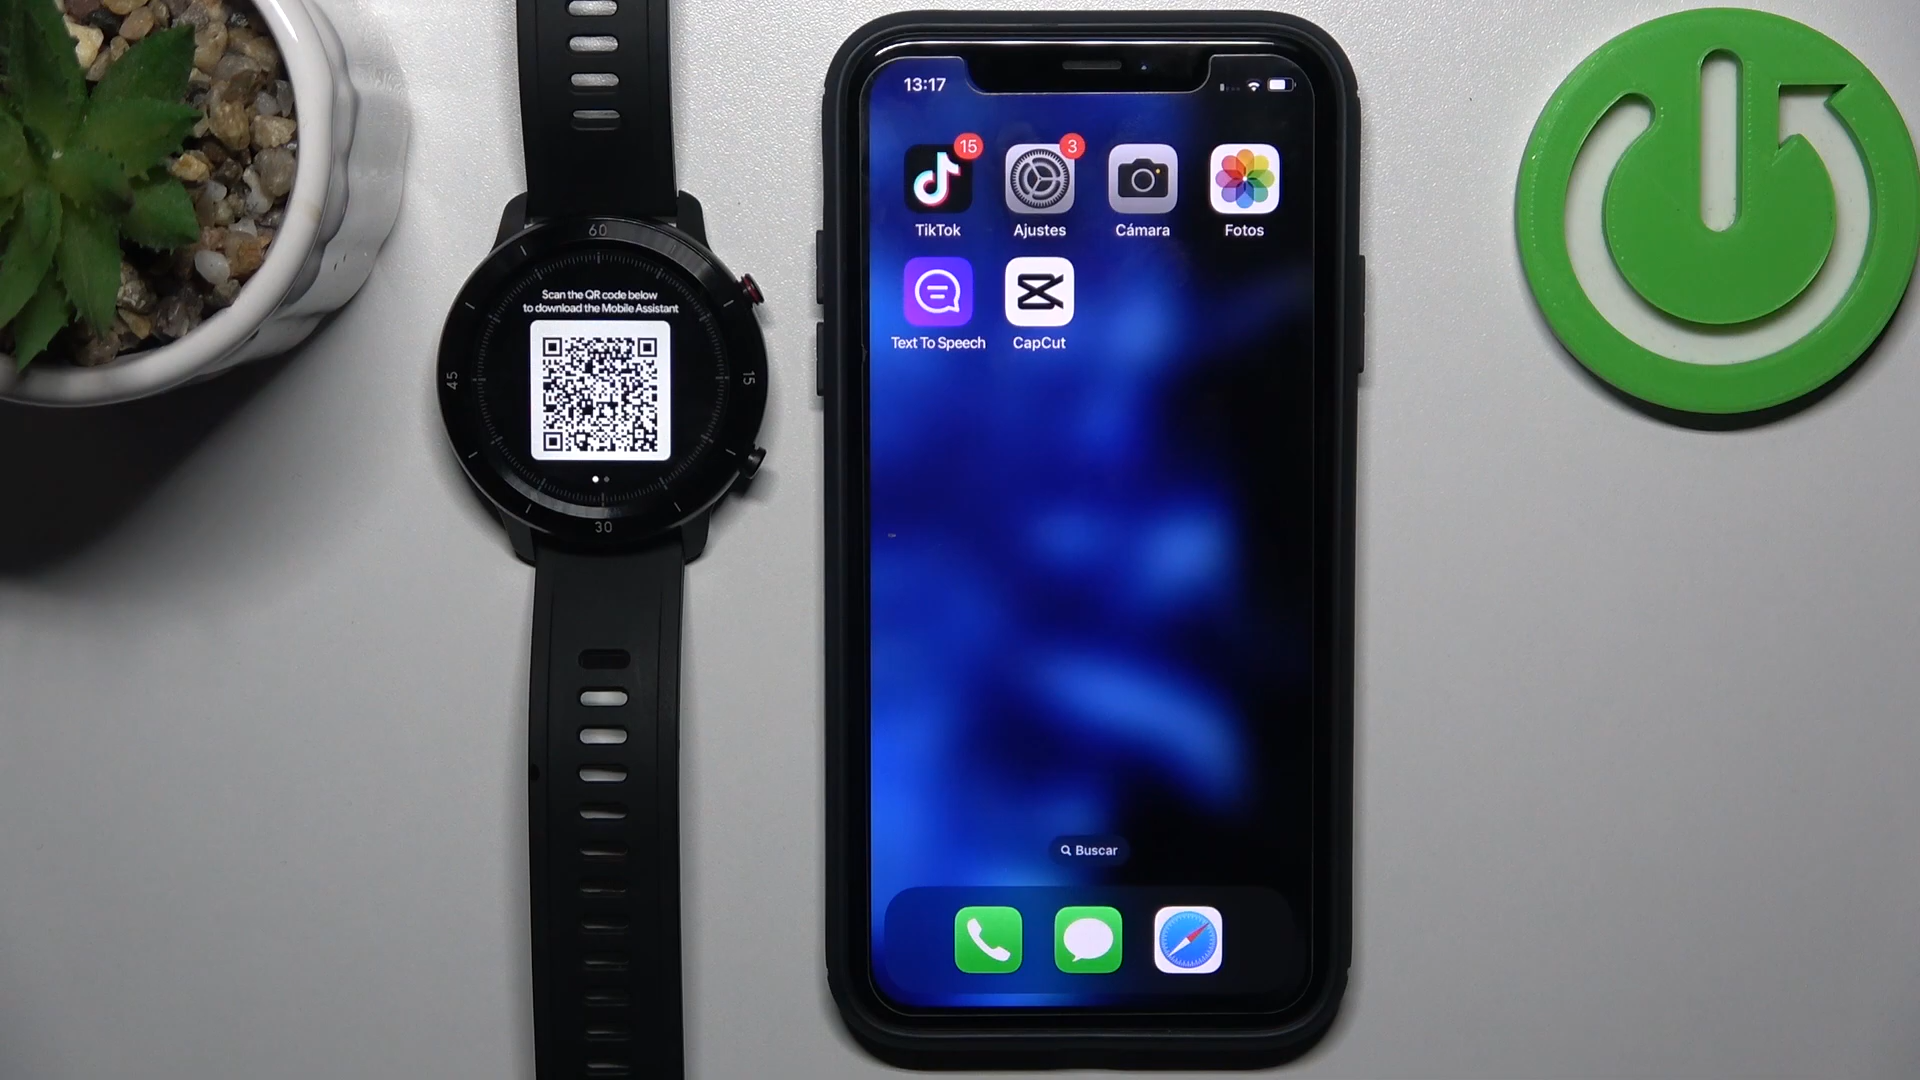 60
15
30
45
Scan the QR code below
to download the Mobile Assistant
13:17
15
3
TikTok
Ajustes
Cámara
Fotos
Text To Speech
CapCut
Buscar